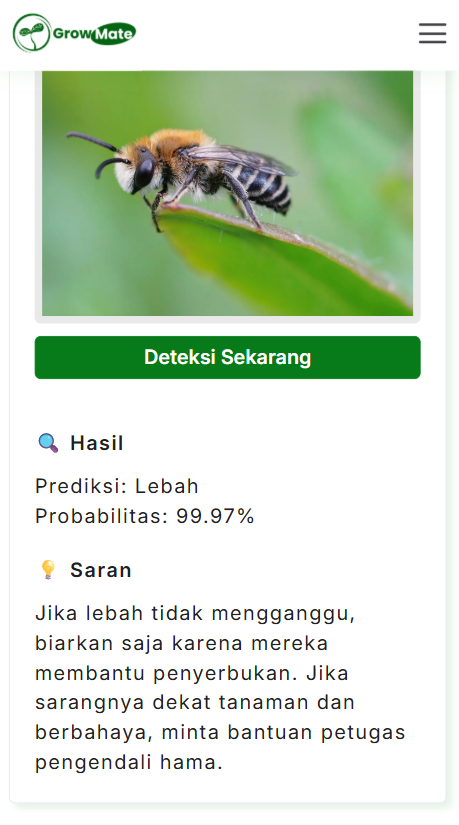 GrowMate
Deteksi Sekarang
🔍 Hasil
Prediksi: Lebah
Probabilitas: 99.97%
💡 Saran
Jika lebah tidak mengganggu,
biarkan saja karena mereka
membantu penyerbukan. Jika
sarangnya dekat tanaman dan
berbahaya, minta bantuan petugas
pengendali hama.